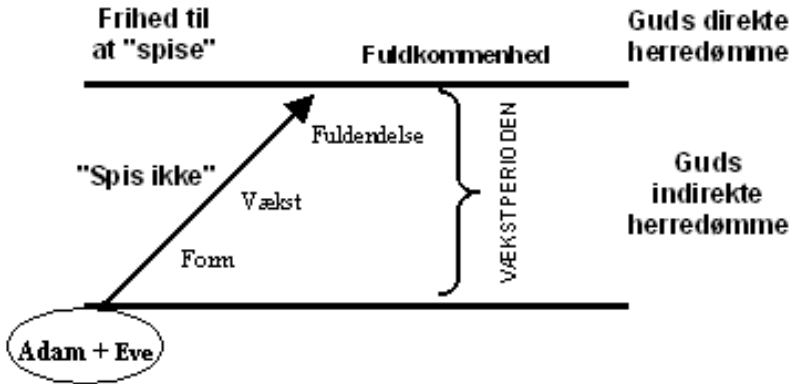 Frihed til
at "spise"
Fuldkommenhed
Guds direkte
herredømme
Fuldendelse
"Spis ikke"
Vækst
Form
VÆKSTPERIODEN
Guds
indirekte
herredømme
Adam + Eve